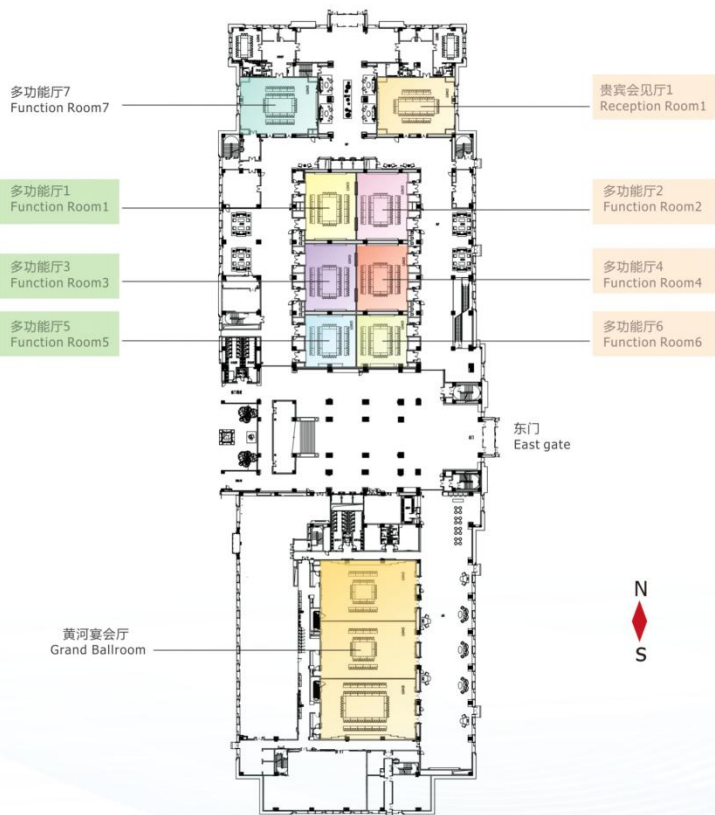 多功能厅7
Function Room7
贵宾会见厅1
Reception Room1
多功能厅1
Function Room1
多功能厅2
Function Room2
多功能厅3
Function Room3
多功能厅4
Function Room4
多功能厅5
Function Room5
多功能厅6
Function Room6
东门
East gate
黄河宴会厅
Grand Ballroom
N
S